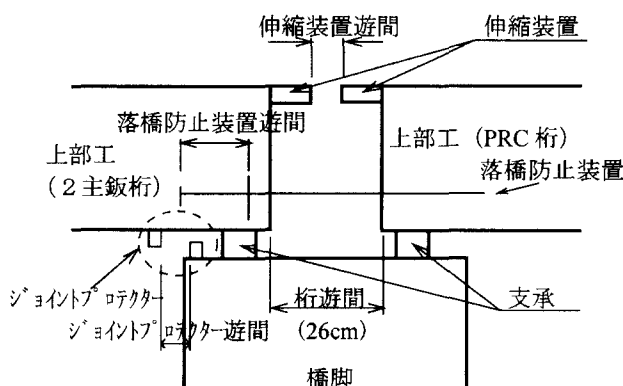 伸縮装置遊間
伸縮装置
落橋防止装置遊間
上部工
(2主鈑桁)
上部工 (PRC 桁)
落橋防止装置
ジョイントプロテクター
ジョイントプロテクター遊間
桁遊間
(26cm)
支承
橋脚